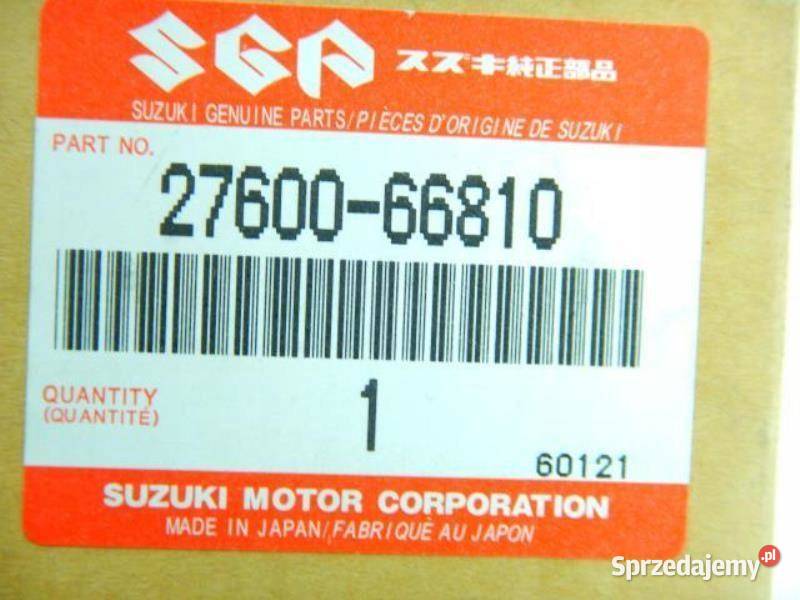 SGP スズキ純正部品
SUZUKI GENUINE PARTS/PIÈCES D'ORIGINE DE SUZUKI
PART NO.
27600-66810
QUANTITY
(QUANTITÉ)
1
60121
SUZUKI MOTOR CORPORATION
MADE IN JAPAN/FABRIQUÈ AU JAPON
Sprzedajemy.pl